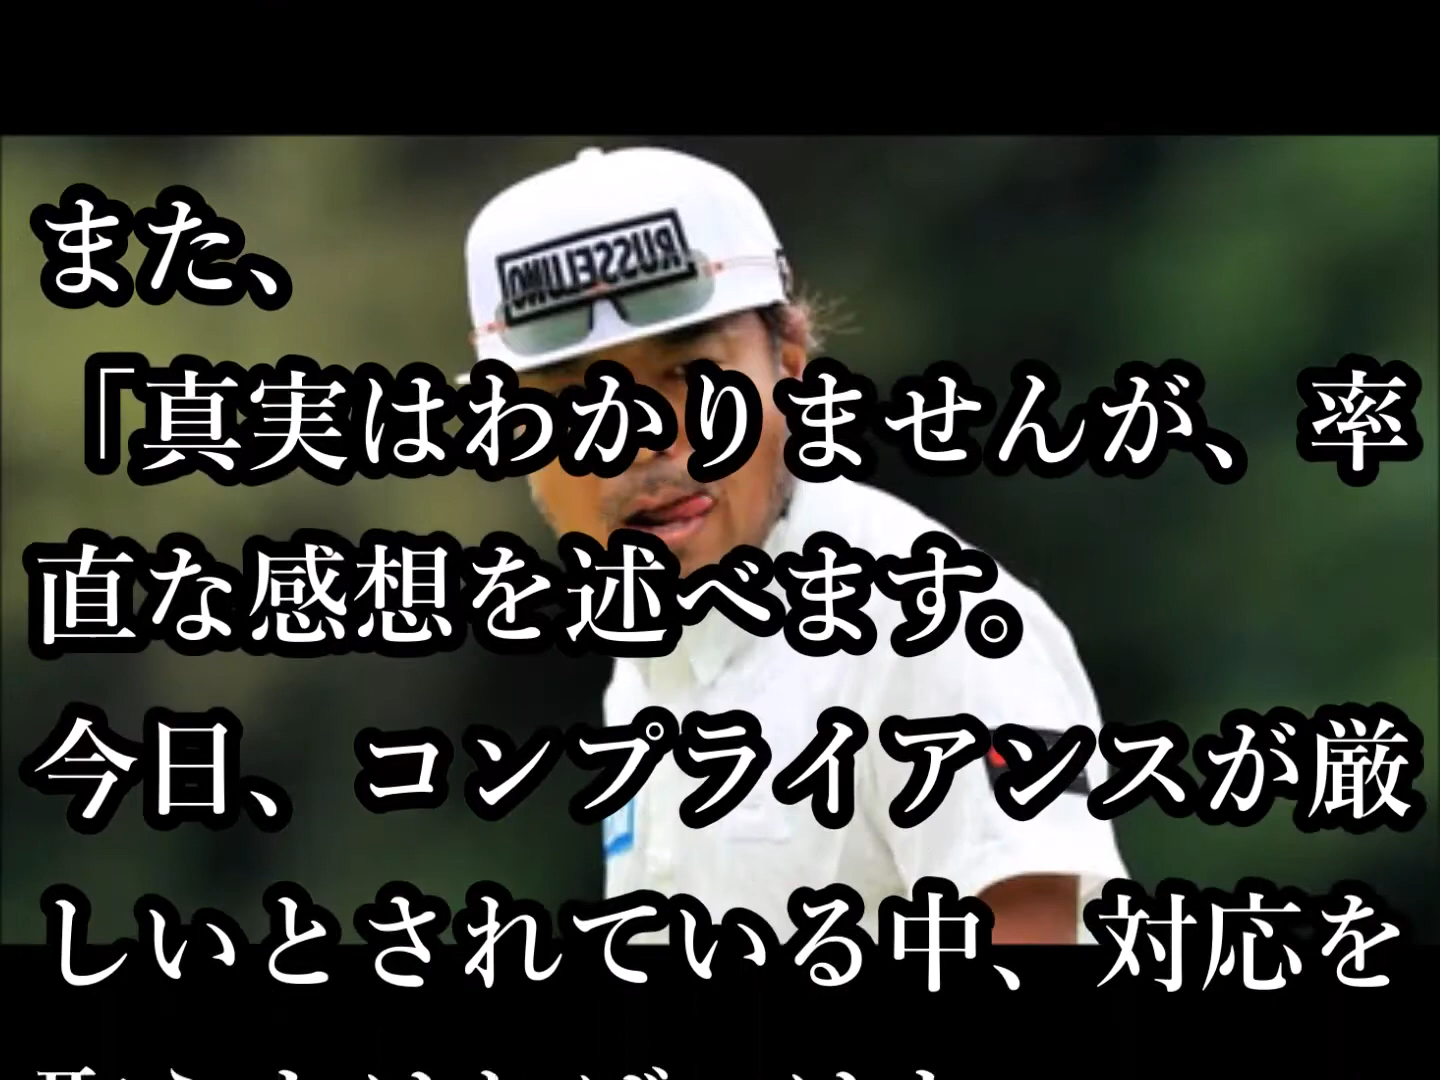 また、
「真実はわかりませんが、率
直な感想を述べます。
今日、コンプライアンスが厳
しいとされている中、対応を
RUSSELUNO